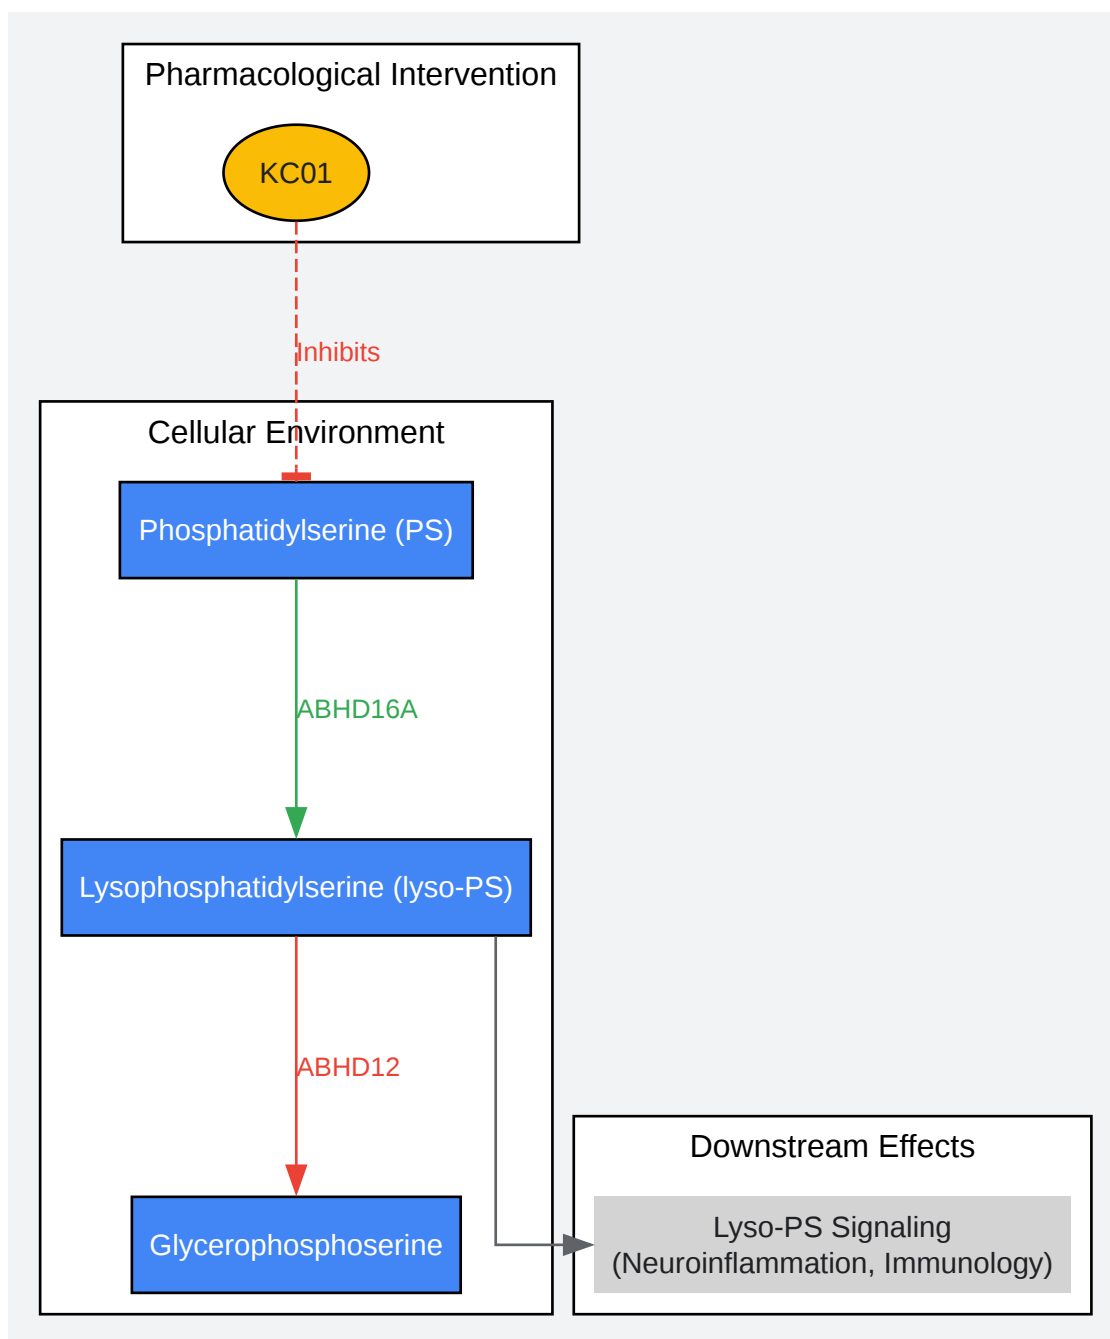 Pharmacological Intervention
KC01
Inhibits
Cellular Environment
Phosphatidylserine (PS)
ABHD16A
Lysophosphatidylserine (lyso-PS)
ABHD12
Glycerophosphoserine
Downstream Effects
Lyso-PS Signaling
(Neuroinflammation, Immunology)